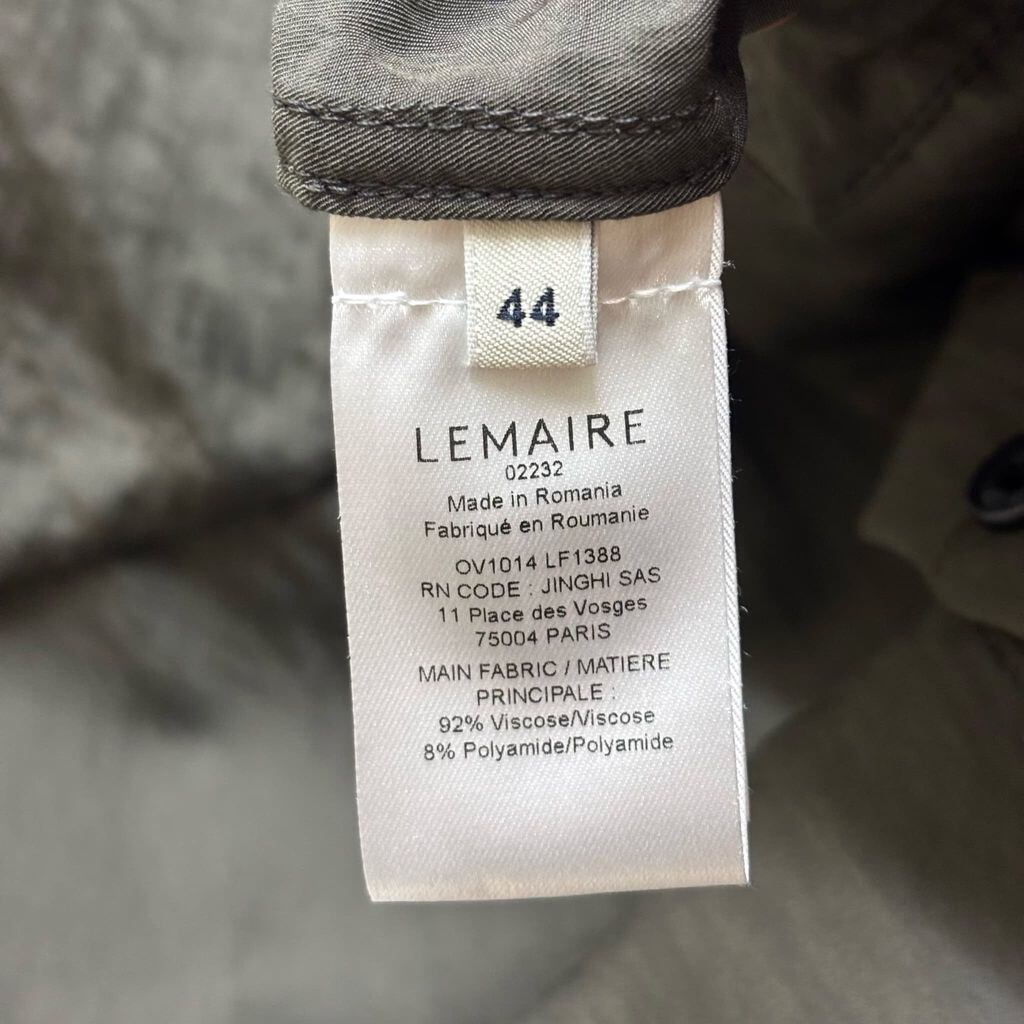 44
LEMAIRE
02232
Made in Romania
Fabriqué en Roumanie
OV1014 LF1388
RN CODE : JINGHI SAS
11 Place des Vosges
75004 PARIS
MAIN FABRIC / MATIERE
PRINCIPALE :
92% Viscose/Viscose
8% Polyamide/Polyamide